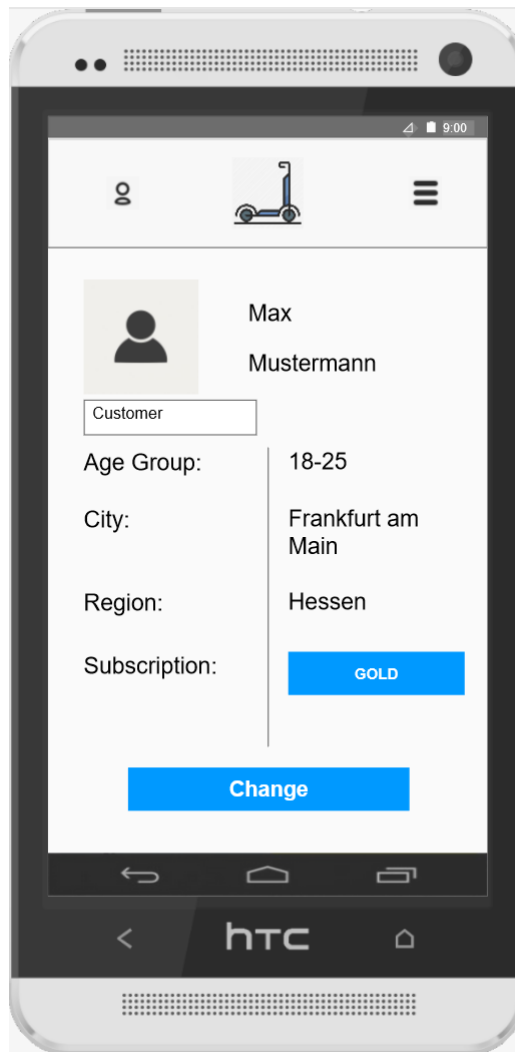 9:00
Max
Mustermann
Customer
Age Group:
18-25
City:
Frankfurt am
Main
Region:
Hessen
Subscription:
GOLD
Change
hTC